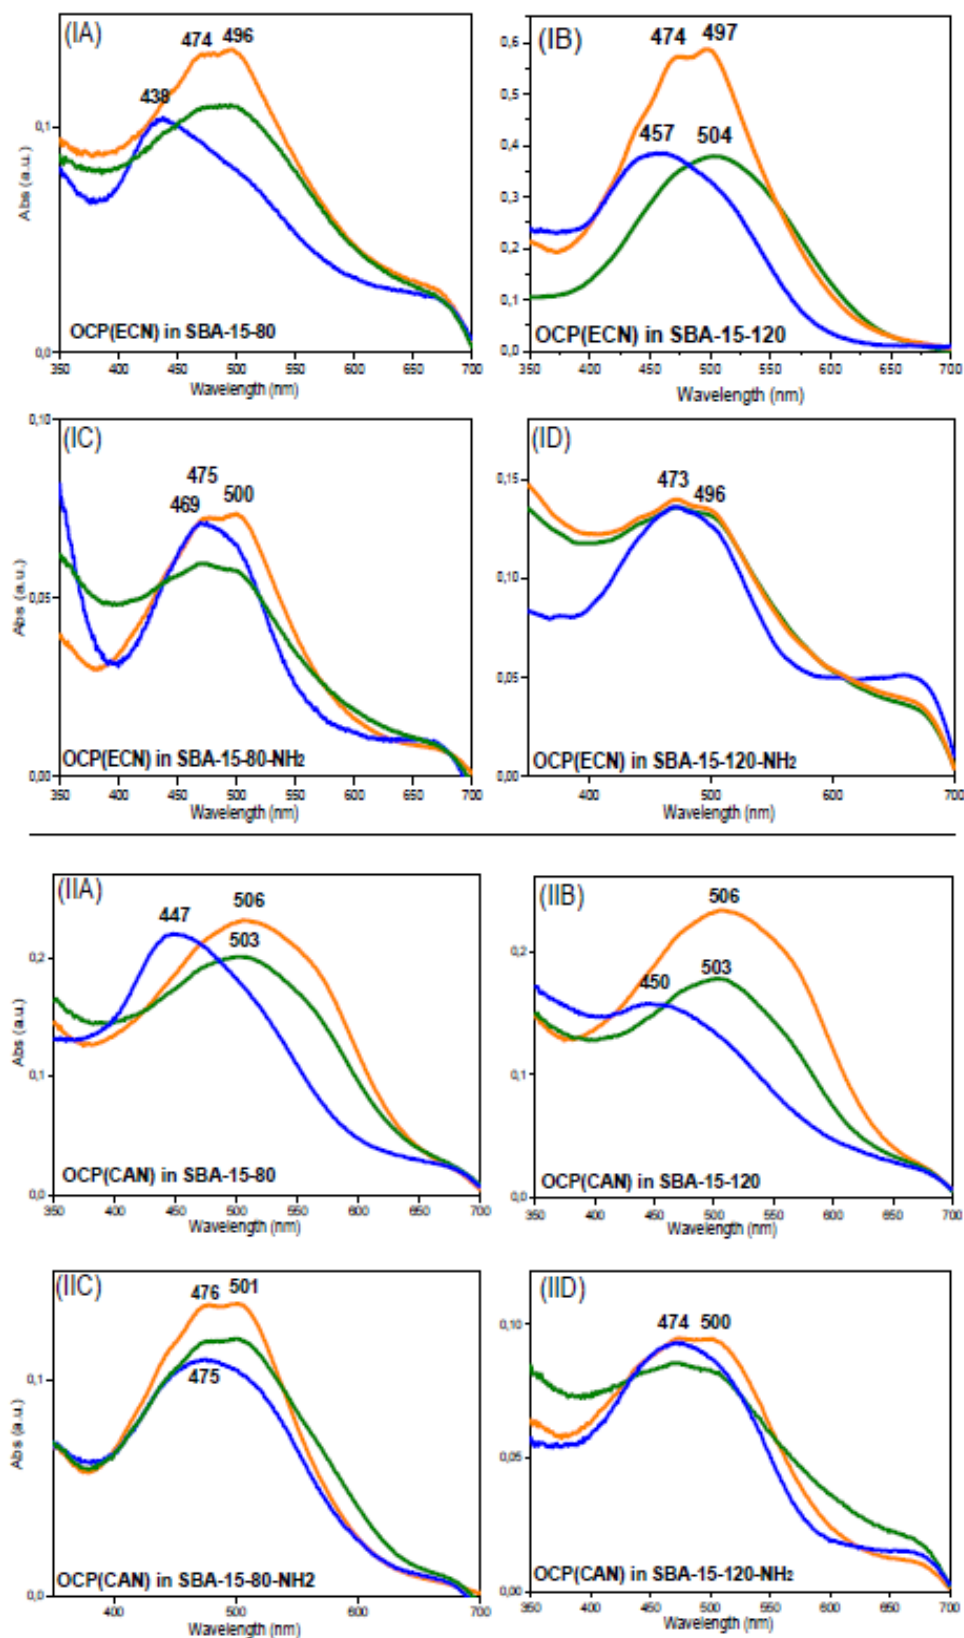 (IA)
474 496
438
0,1
0,0
Abs (a.u.)
OCP(ECN) in SBA-15-80
350 400 450 500 550 600 650 700
Wavelength (nm)
(IB)
474 497
457 504
0,6
0,5
0,4
0,3
0,2
0,1
0,0
OCP(ECN) in SBA-15-120
350 400 450 500 550 600 650 700
Wavelength (nm)
(IC)
475
469 500
0,10
0,05
0,00
Abs (a.u.)
OCP(ECN) in SBA-15-80-NH2
350 400 450 500 550 600 650 700
Wavelength (nm)
(ID)
473 496
0,15
0,10
0,05
0,00
OCP(ECN) in SBA-15-120-NH2
400 500 600 700
Wavelength (nm)
(IIA)
506
447
503
0,2
0,1
0,0
Abs (a.u.)
OCP(CAN) in SBA-15-80
350 400 450 500 550 600 650 700
Wavelength (nm)
(IIB)
506
503
450
0,2
0,1
0,0
OCP(CAN) in SBA-15-120
350 400 450 500 550 600 650 700
Wavelength (nm)
(IIC)
476 501
475
0,1
0,0
Abs (a.u.)
OCP(CAN) in SBA-15-80-NH2
400 500 600 700
Wavelength (nm)
(IID)
474 500
0,10
0,05
0,00
OCP(CAN) in SBA-15-120-NH2
350 400 450 500 550 600 650 700
Wavelength (nm)